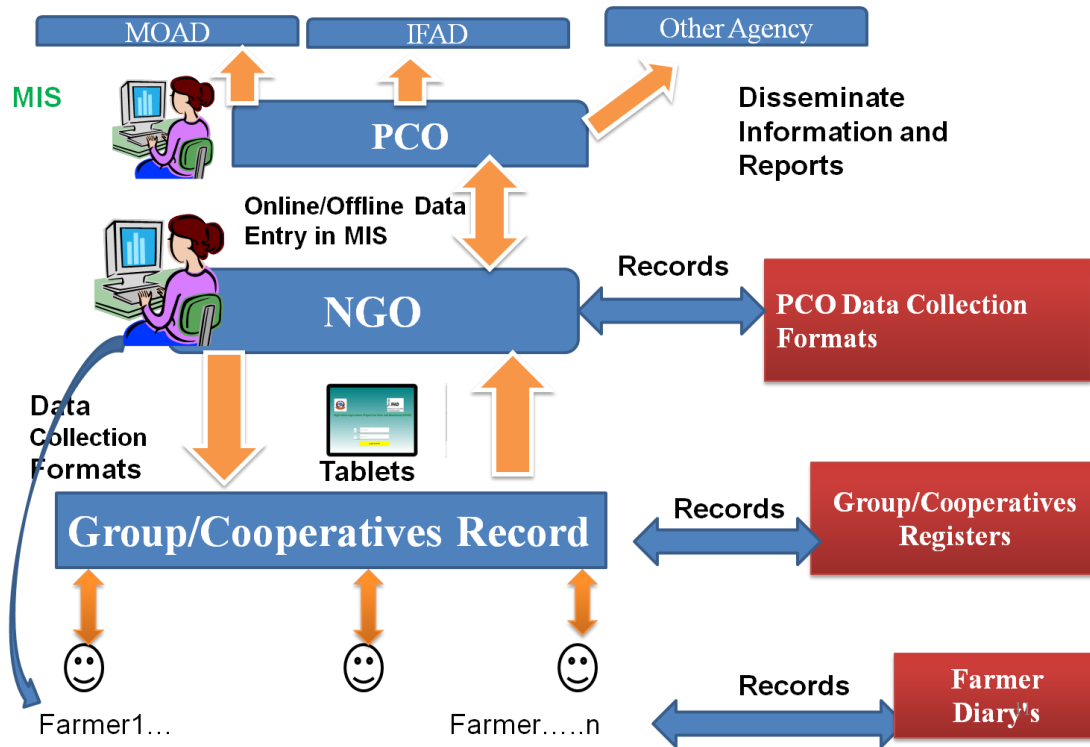 MOAD
IFAD
Other Agency
MIS
PCO
Disseminate
Information and
Reports
Online/Offline Data
Entry in MIS
NGO
Records
PCO Data Collection
Formats
Data
Collection
Formats
Tablets
Group/Cooperatives Record
Records
Group/Cooperatives
Registers
Farmer1...
Farmer.....n
Records
Farmer
Diary's